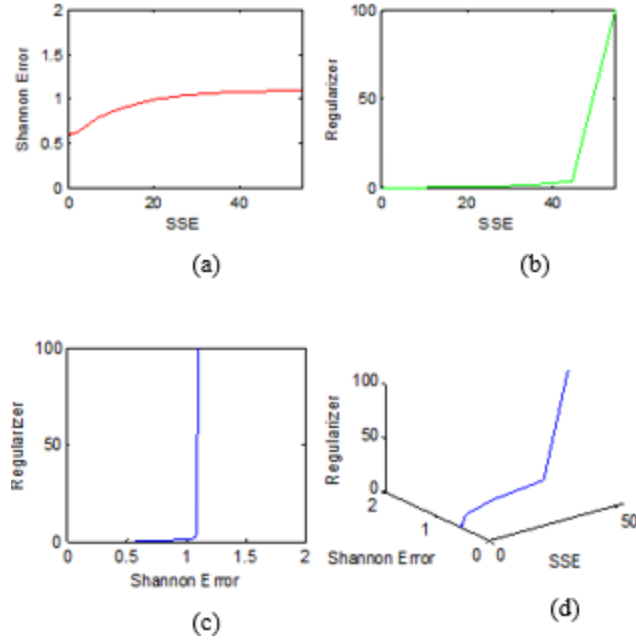 2
1.5
1
0.5
0
Shannon Error
0 20 40
SSE
(a)
100
50
0
Regularizer
0 20 40
SSE
(b)
100
50
0
Regularizer
0 0.5 1 1.5 2
Shannon Error
(c)
100
50
0
Regularizer
2
1
0
Shannon Error
0
50
SSE
(d)